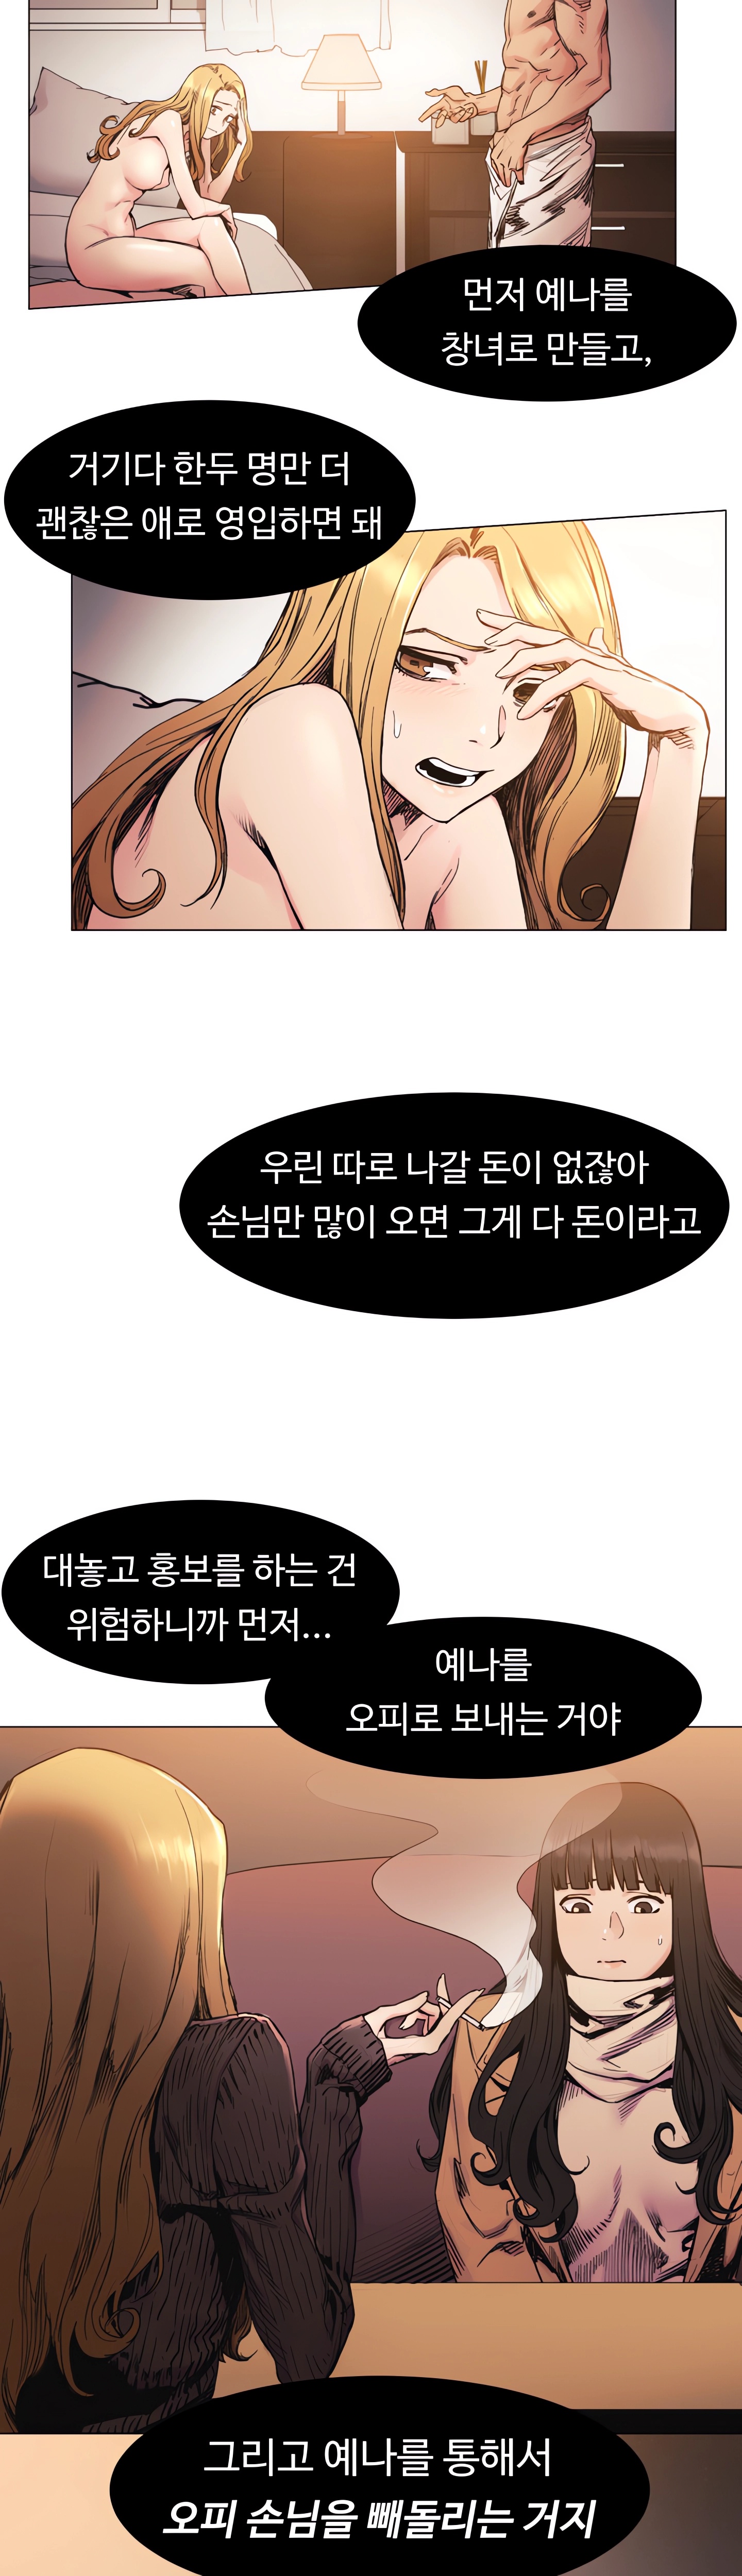 먼저 예나를
창녀로 만들고,
거기다 한두 명만 더
괜찮은 애로 영입하면 돼
우린 따로 나갈 돈이 없잖아
손님만 많이 오면 그게 다 돈이라고
대놓고 홍보를 하는 건
위험하니까 먼저...
예나를
오피로 보내는 거야
그리고 예나를 통해서
오피 손님을 빼돌리는 거지